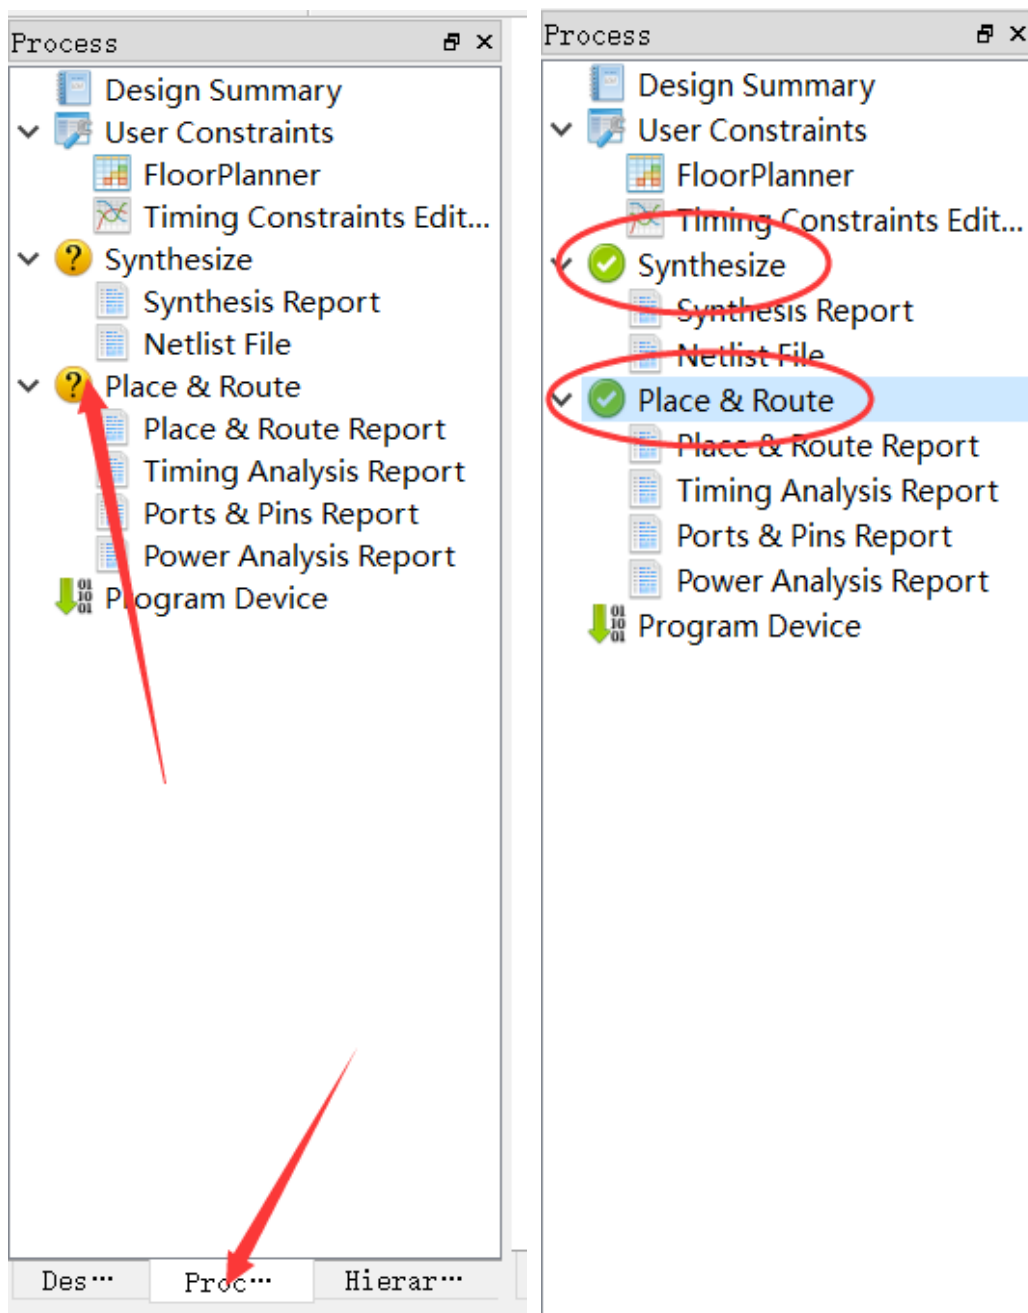 Process
Design Summary
User Constraints
FloorPlanner
Timing Constraints Edit...
? Synthesize
Synthesis Report
Netlist File
? Place & Route
Place & Route Report
Timing Analysis Report
Ports & Pins Report
Power Analysis Report
Program Device
Des...
Proc...
Hierar...
Process
Design Summary
User Constraints
FloorPlanner
Timing Constraints Edit...
Synthesize
Synthesis Report
Netlist File
Place & Route
Place & Route Report
Timing Analysis Report
Ports & Pins Report
Power Analysis Report
Program Device